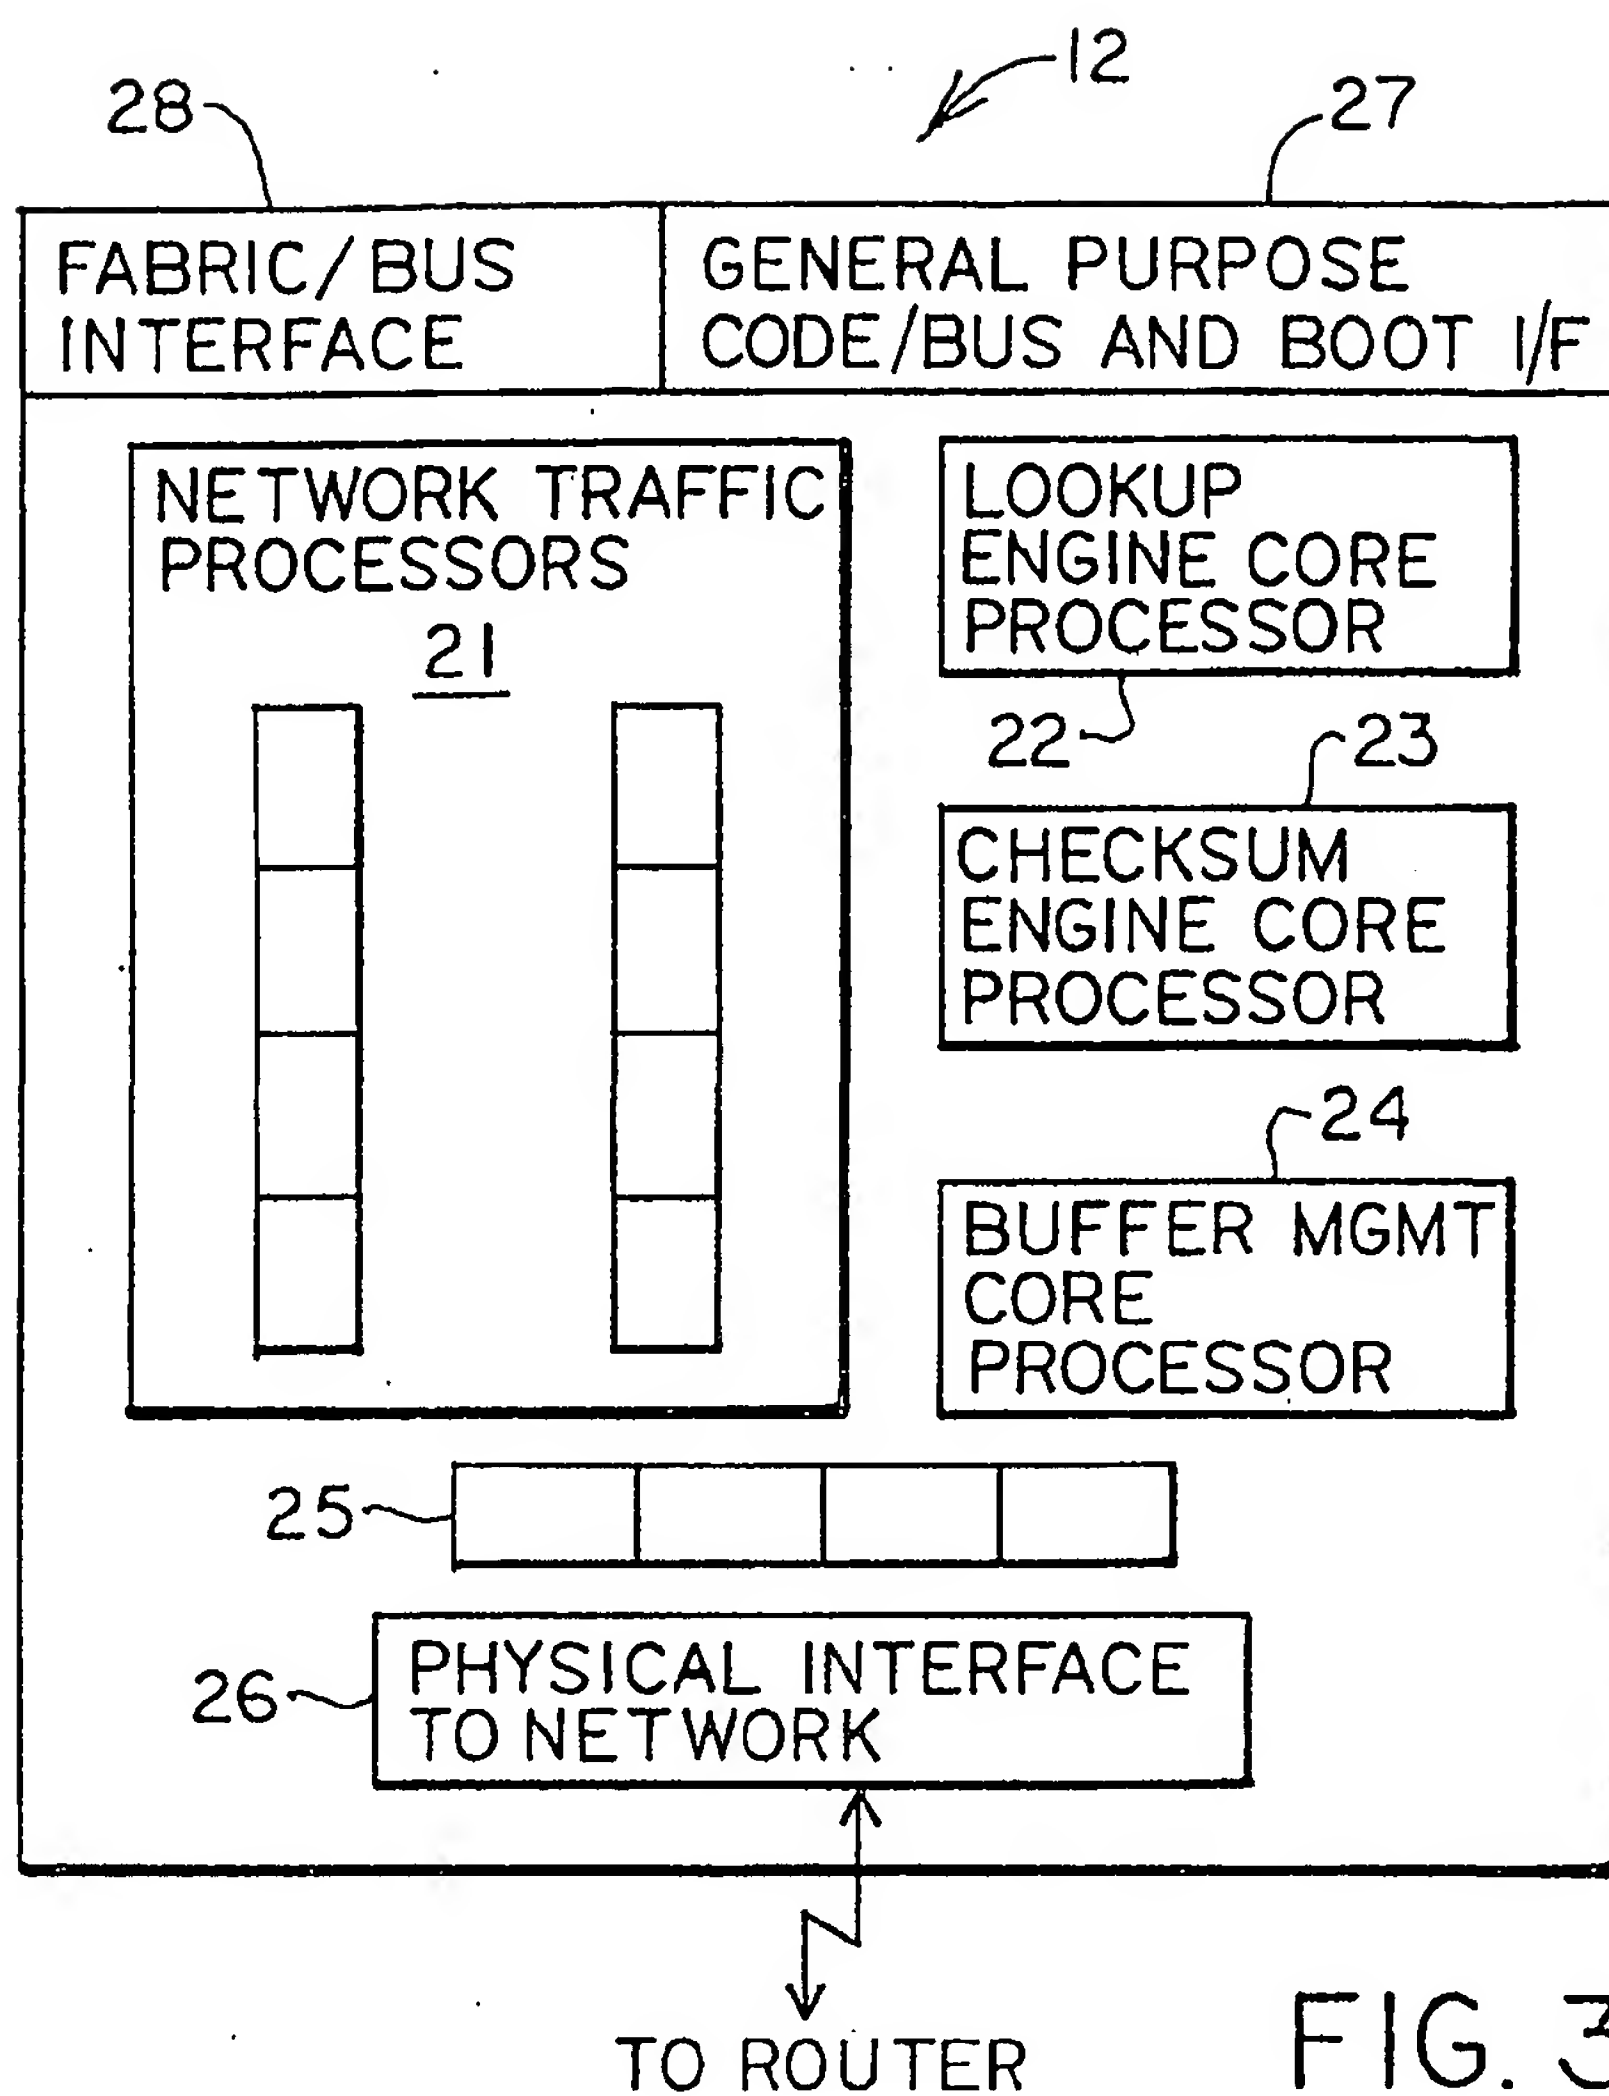 12
28
27
FABRIC/BUS
INTERFACE
GENERAL PURPOSE
CODE/BUS AND BOOT I/F
NETWORK TRAFFIC
PROCESSORS
21
LOOKUP
ENGINE CORE
PROCESSOR
22
23
CHECKSUM
ENGINE CORE
PROCESSOR
24
BUFFER MGMT
CORE
PROCESSOR
25
26
PHYSICAL INTERFACE
TO NETWORK
TO ROUTER
FIG. 3